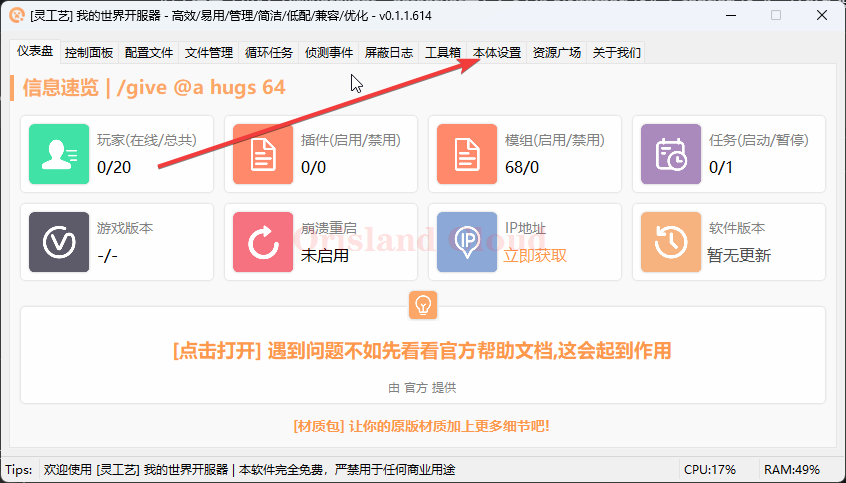 [灵工艺] 我的世界开服器 - 高效/易用/管理/简洁/低配/兼容/优化 - v0.1.1.614
仪表盘 控制面板 配置文件 文件管理 循环任务 侦测事件 屏蔽日志 工具箱 本体设置 资源广场 关于我们
信息速览 | /give @a hugs 64
玩家(在线/总共) 插件(启用/禁用) 模组(启用/禁用) 任务(启动/暂停)
0/20 0/0 68/0 0/1
游戏版本 崩溃重启 IP地址 软件版本
-/- 未启用 立即获取 暂无更新
IP
Orisland Cloud
[点击打开] 遇到问题不如先看看官方帮助文档,这会起到作用
由 官方 提供
[材质包] 让你的原版材质加上更多细节吧!
Tips: 欢迎使用 [灵工艺] 我的世界开服器 | 本软件完全免费，严禁用于任何商业用途 CPU:17% RAM:49%